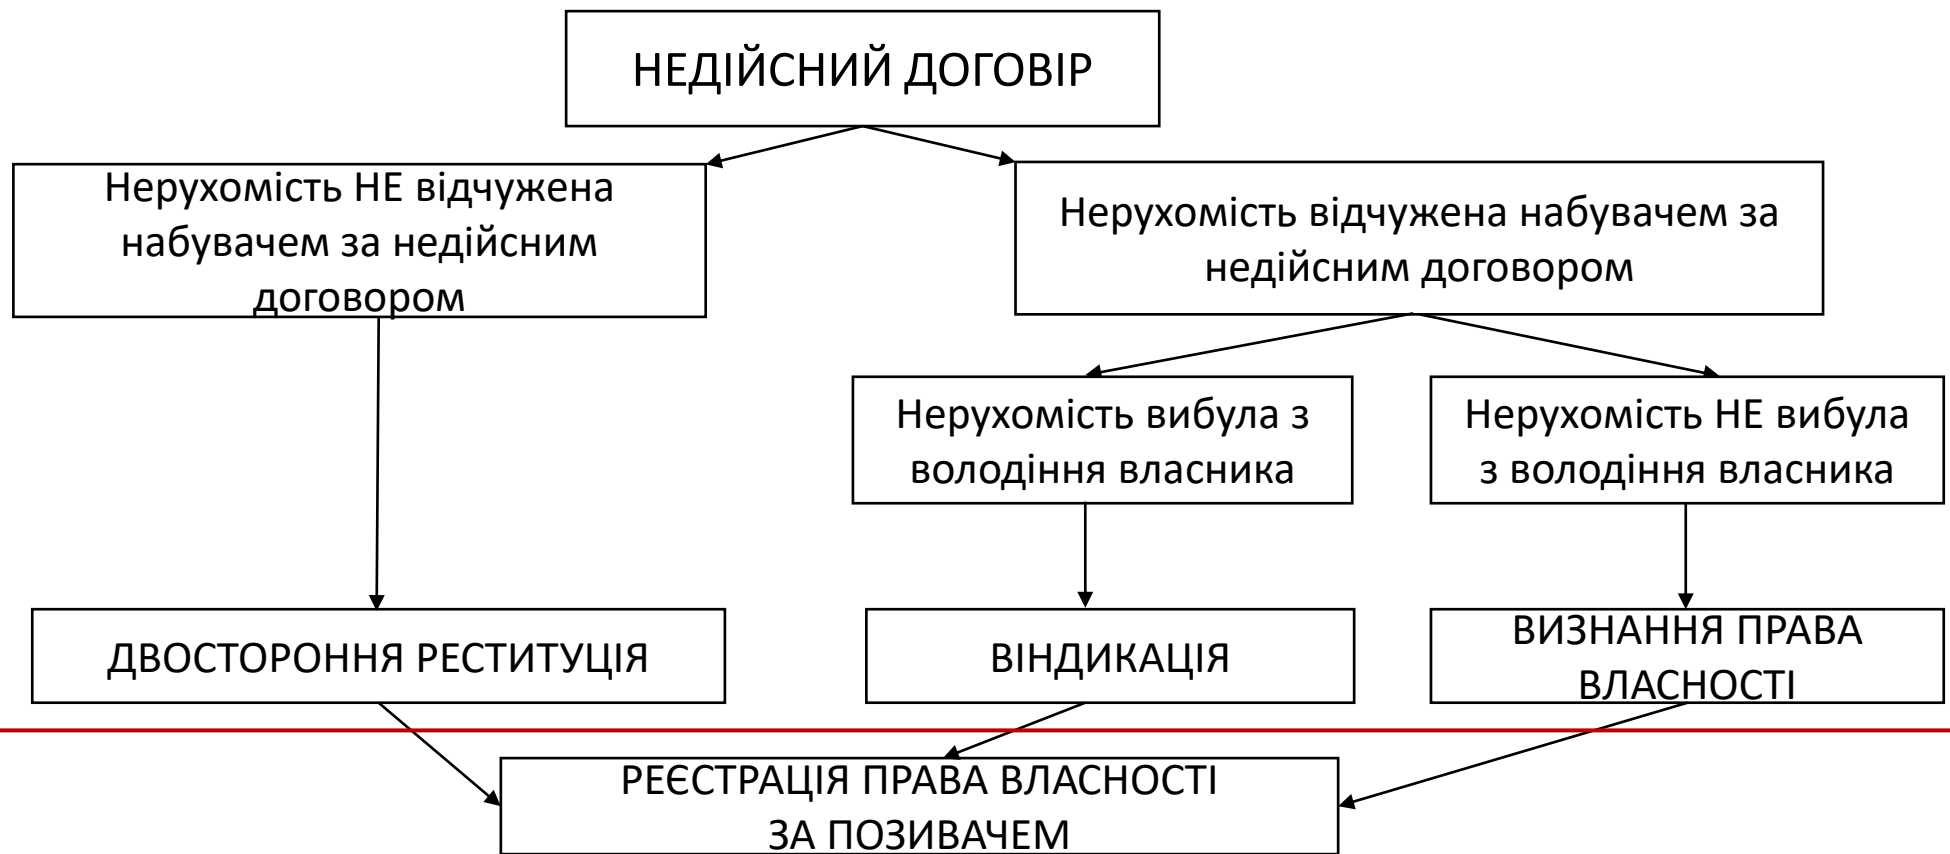 НЕДІЙСНИЙ ДОГОВІР
Нерухомість НЕ відчужена
набувачем за недійсним
договором
Нерухомість відчужена набувачем за
недійсним договором
Нерухомість вибула з
володіння власника
Нерухомість НЕ вибула
з володіння власника
ДВОСТОРОННЯ РЕСТИТУЦІЯ
ВІНДИКАЦІЯ
ВИЗНАННЯ ПРАВА
ВЛАСНОСТІ
РЕЄСТРАЦІЯ ПРАВА ВЛАСНОСТІ
ЗА ПОЗИВАЧЕМ